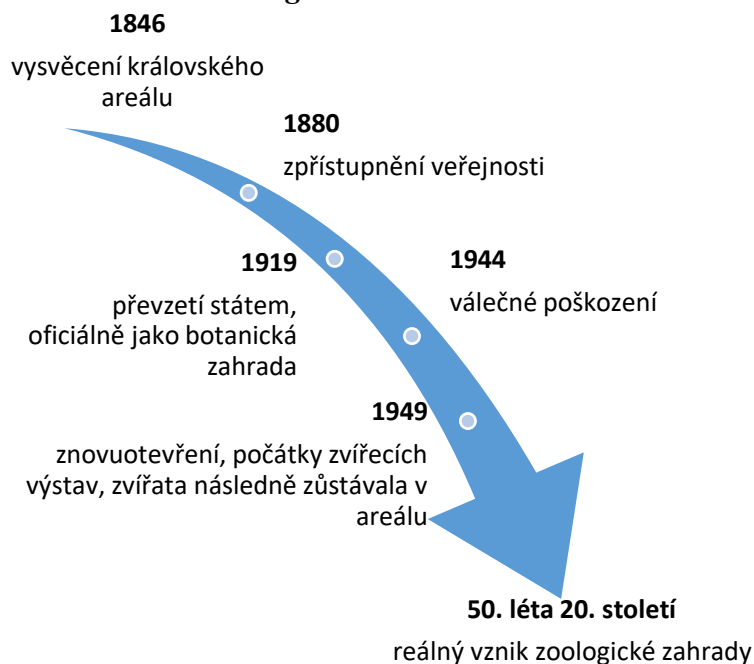 1846
vysvěcení královského
areálu
1880
zpřístupnění veřejnosti
1919
převzetí státem,
oficiálně jako botanická
zahrada
1944
válečné poškození
1949
znovuotevření, počátky zvířecích
výstav, zvířata následně zůstávala v
areálu
50. léta 20. století
reálný vznik zoologické zahrady